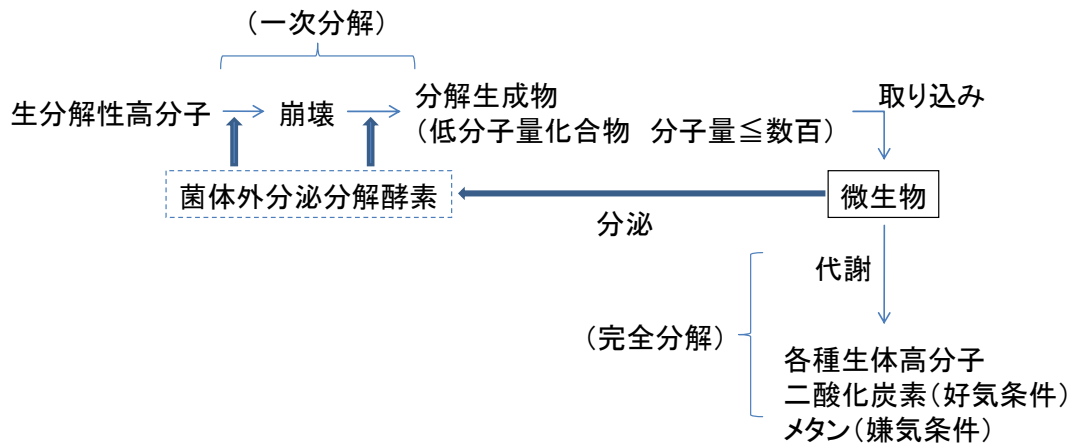 (一次分解)
生分解性高分子
崩壊
分解生成物
(低分子量化合物 分子量≦数百)
取り込み
菌体外分泌分解酵素
微生物
分泌
代謝
(完全分解)
各種生体高分子
二酸化炭素(好気条件)
メタン(嫌気条件)